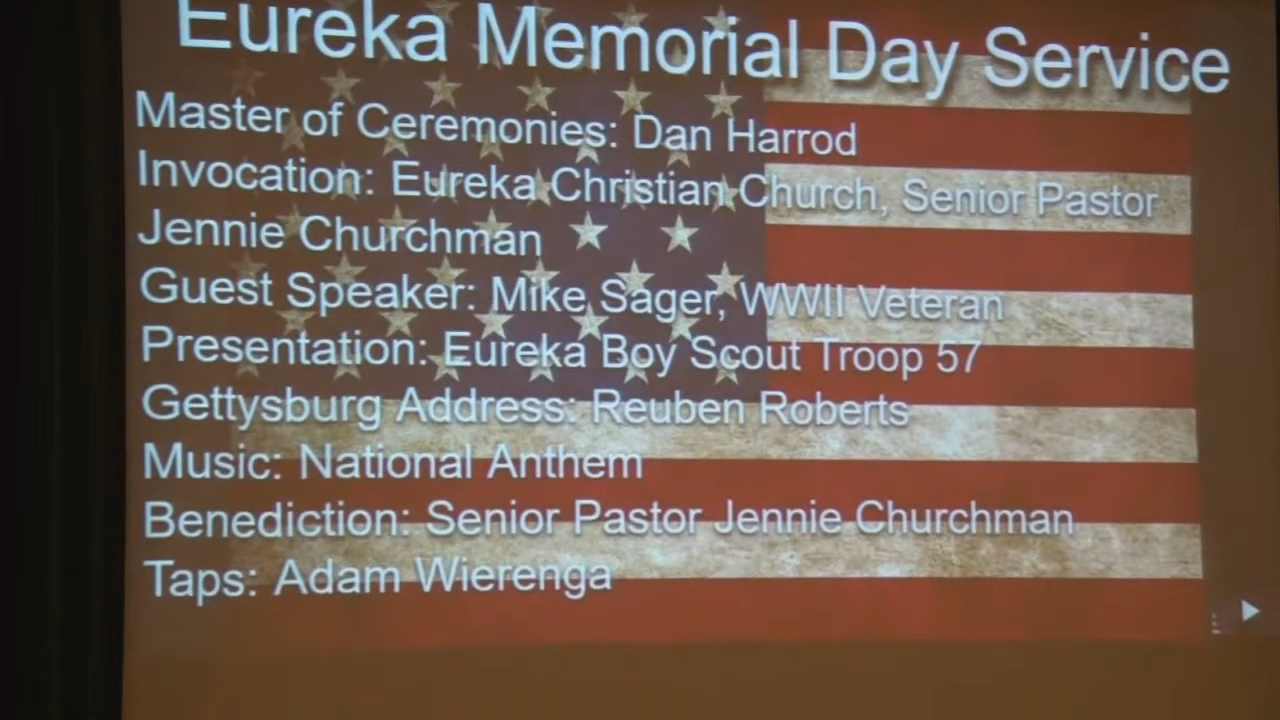 Eureka Memorial Day Service
Master of Ceremonies: Dan Harrod
Invocation: Eureka Christian Church, Senior Pastor
Jennie Churchman
Guest Speaker: Mike Sager, WWII Veteran
Presentation: Eureka Boy Scout Troop 57
Gettysburg Address: Reuben Roberts
Music: National Anthem
Benediction: Senior Pastor Jennie Churchman
Taps: Adam Wierenga